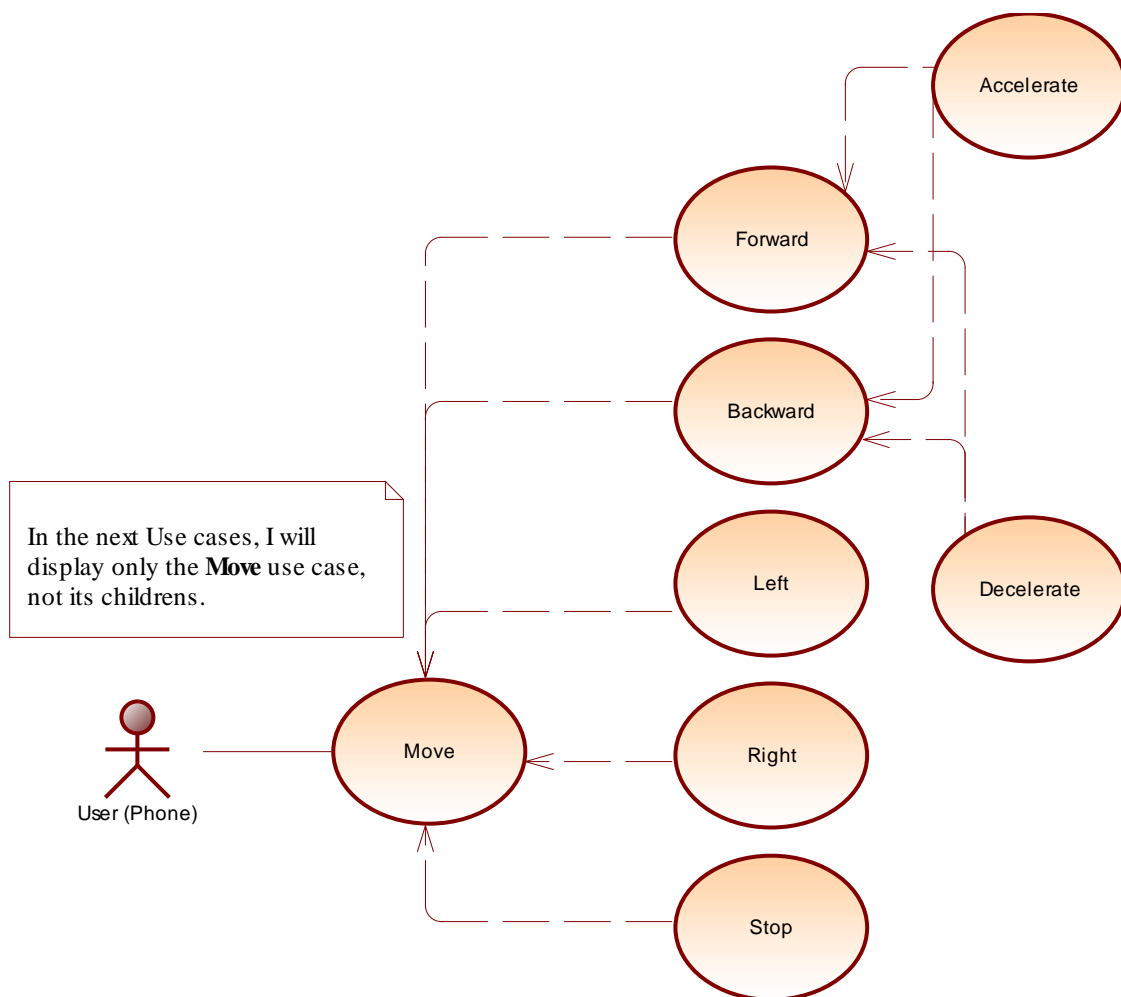 Accelerate
Forward
Backward
In the next Use cases, I will
display only the Move use case,
not its childrens.
Left
Decelerate
Move
Right
User (Phone)
Stop